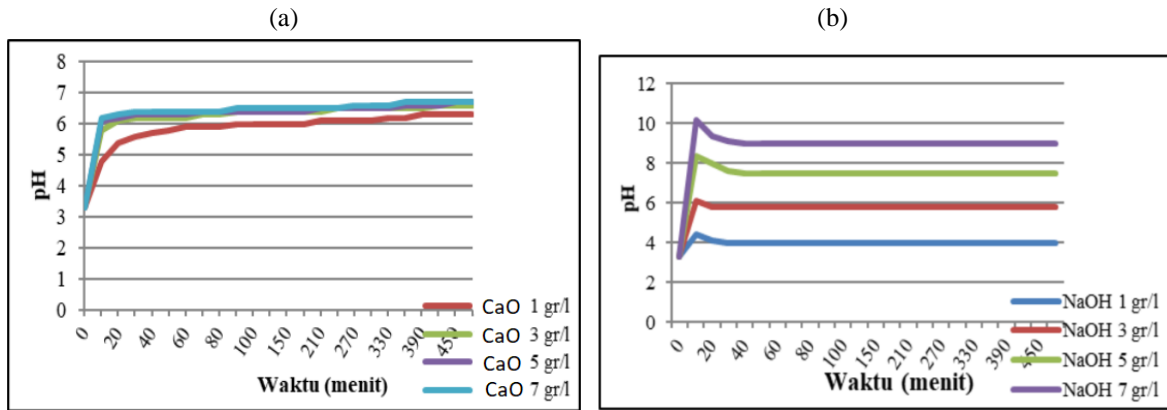 (a)
(b)
8
7
6
5
4
3
2
1
0
pH
0
20
40
60
80
100
150
210
270
330
390
450
Waktu (menit)
CaO 1 gr/l
CaO 3 gr/l
CaO 5 gr/l
CaO 7 gr/l
12
10
8
6
4
2
0
pH
0
20
40
60
80
100
150
210
270
330
390
450
Waktu (menit)
NaOH 1 gr/l
NaOH 3 gr/l
NaOH 5 gr/l
NaOH 7 gr/l